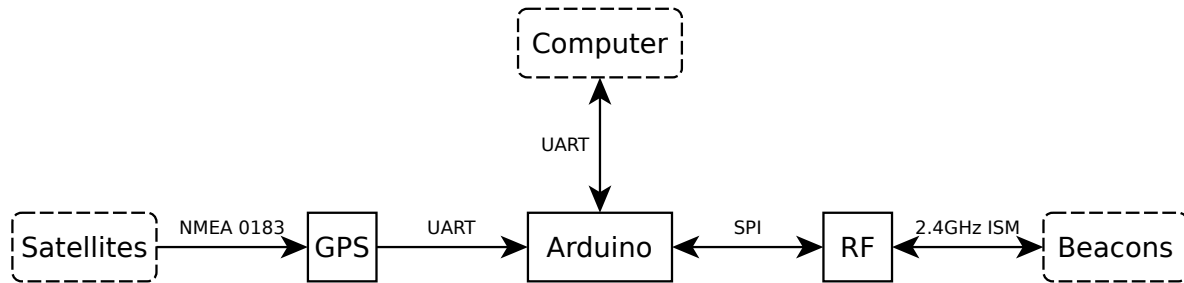 Computer
UART
NMEA 0183
UART
SPI
2.4GHz ISM
Satellites
GPS
Arduino
RF
Beacons